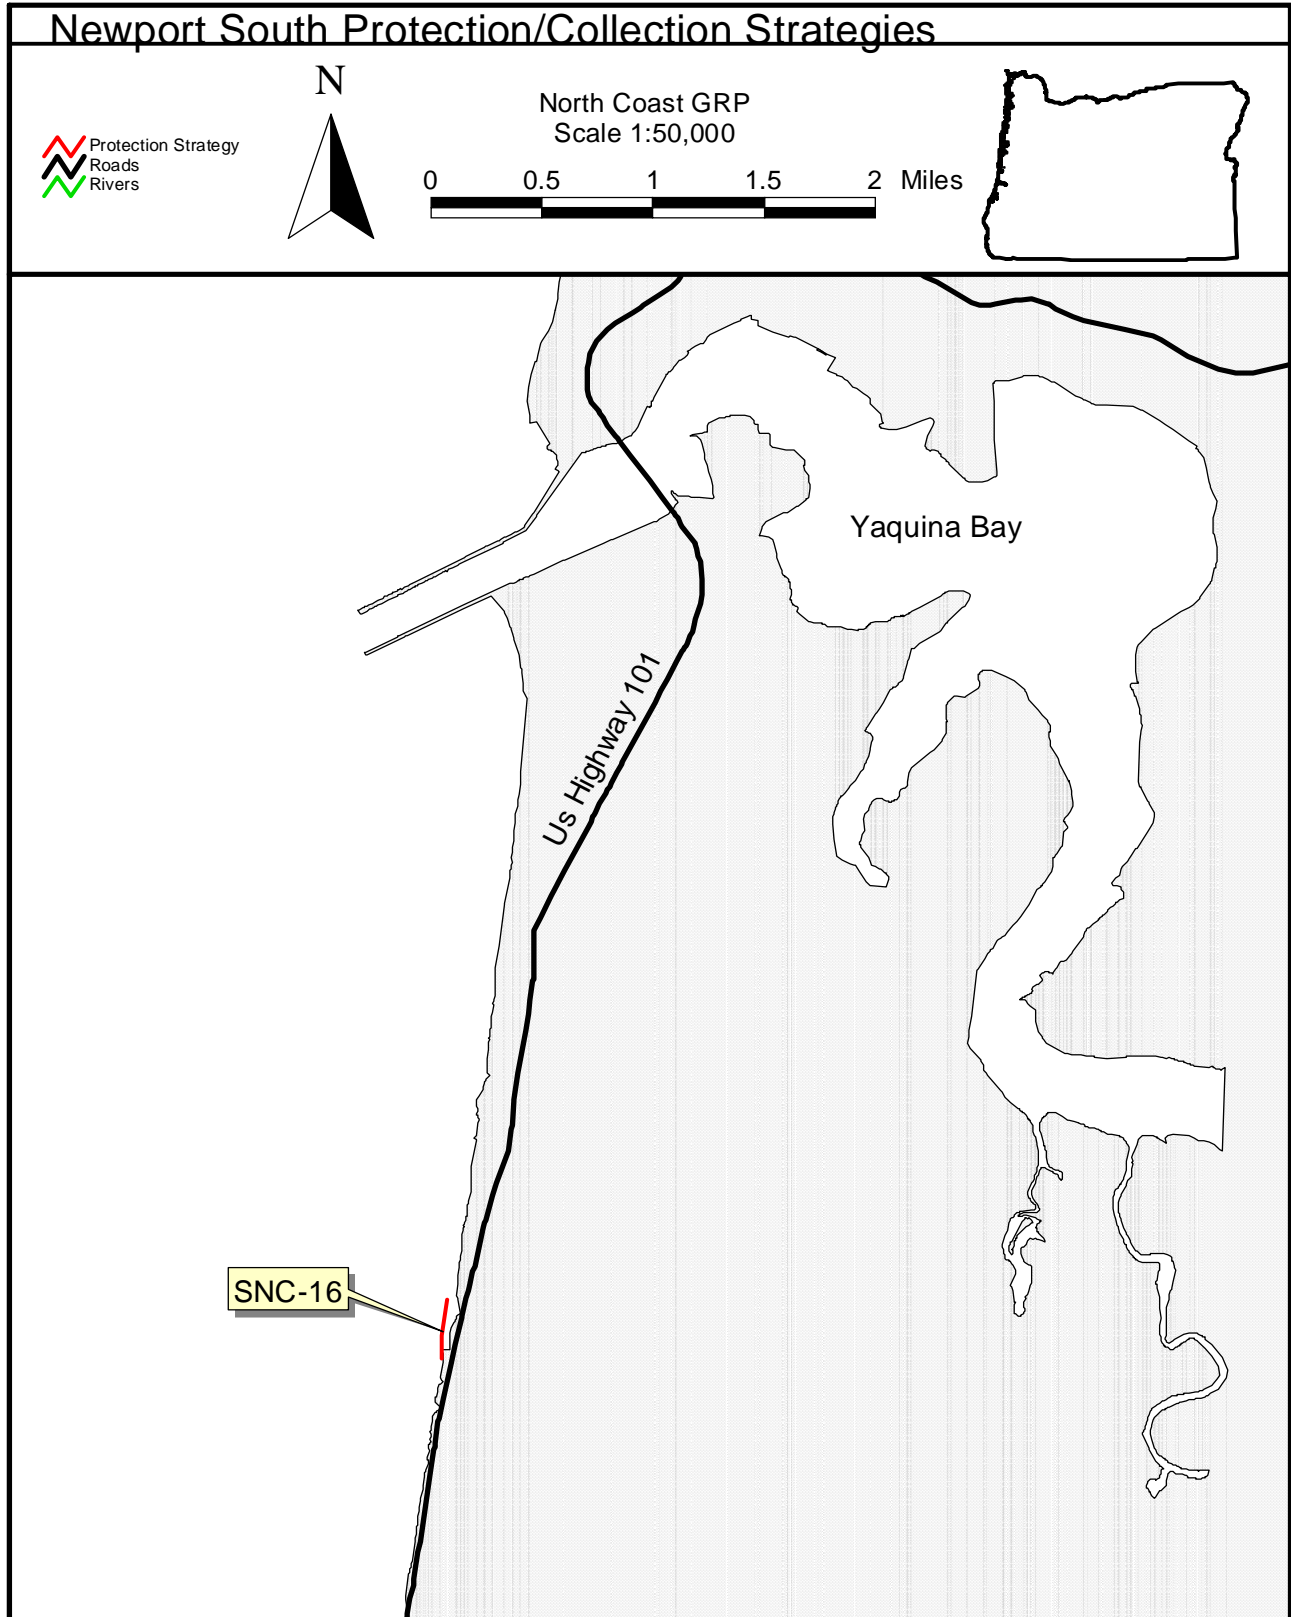 Newport South Protection/Collection Strategies
N
North Coast GRP
Scale 1:50,000
Protection Strategy
Roads
Rivers
0 0.5 1 1.5 2 Miles
Yaquina Bay
Us Highway 101
SNC-16